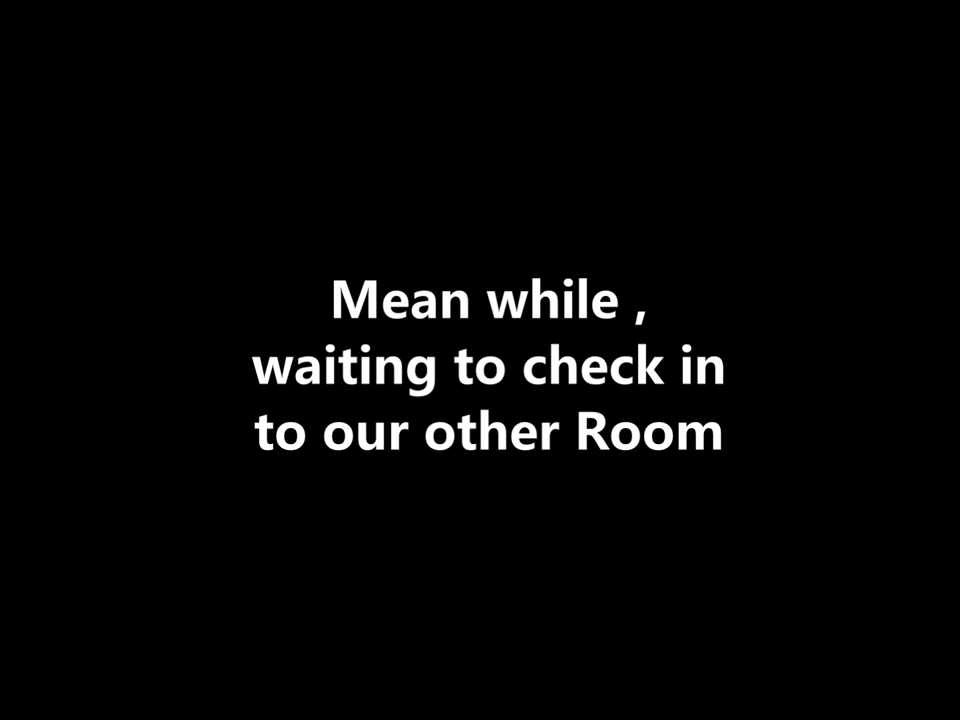 Mean while ,
waiting to check in
to our other Room